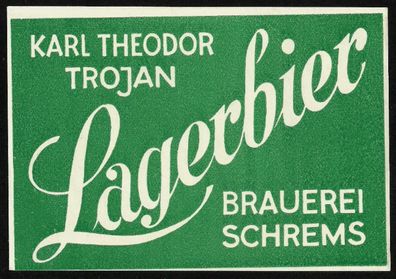 KARL THEODOR
TROJAN
Lagerbier
BRAUEREI
SCHREMS